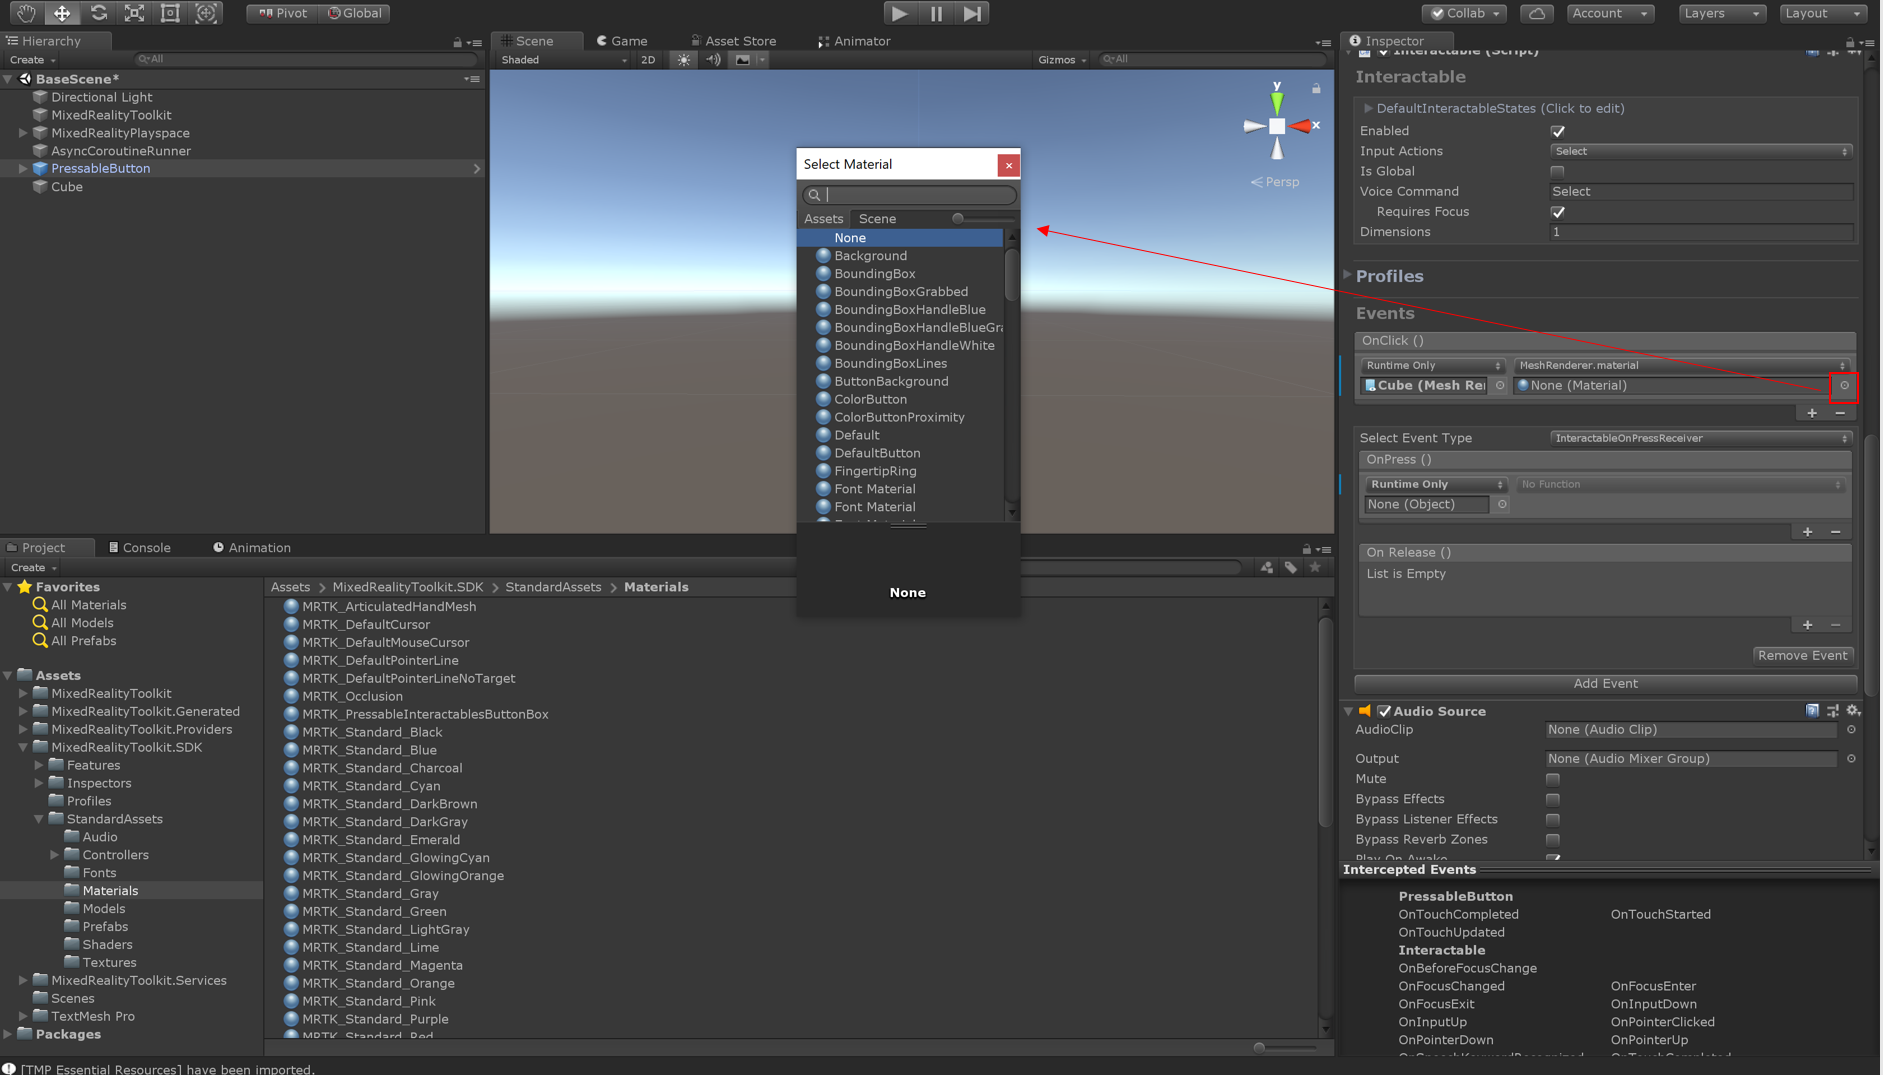 Pivot
Global
Collab
Account
Layers
Layout
Hierarchy
Create
All
BaseScene*
Directional Light
MixedRealityToolkit
MixedRealityPlayspace
AsyncCoroutineRunner
PressableButton
Cube
Scene
Game
Asset Store
Animator
Shaded
2D
Gizmos
All
y
x
Persp
Select Material
Assets
Scene
None
Background
BoundingBox
BoundingBoxGrabbed
BoundingBoxHandleBlue
BoundingBoxHandleBlueGra
BoundingBoxHandleWhite
BoundingBoxLines
ButtonBackground
ColorButton
ColorButtonProximity
Default
DefaultButton
FingertipRing
Font Material
Font Material
None
Inspector
Interactable (Script)
Interactable
DefaultInteractableStates (Click to edit)
Enabled
Input Actions Select
Is Global
Voice Command Select
Requires Focus
Dimensions 1
Profiles
Events
OnClick ()
Runtime Only MeshRenderer.material
Cube (Mesh Rei None (Material)
Select Event Type InteractableOnPressReceiver
OnPress ()
Runtime Only No Function
None (Object)
On Release ()
List is Empty
Remove Event
Add Event
Audio Source
AudioClip None (Audio Clip)
Output None (Audio Mixer Group)
Mute
Bypass Effects
Bypass Listener Effects
Bypass Reverb Zones
Play On Awake
Intercepted Events
PressableButton
OnTouchCompleted OnTouchStarted
OnTouchUpdated
Interactable
OnBeforeFocusChange
OnFocusChanged OnFocusEnter
OnFocusExit OnInputDown
OnInputUp OnPointerClicked
OnPointerDown OnPointerUp
OnSpeechKeywordRecognized OnTouchCompleted
Project
Console
Animation
Create
Favorites
All Materials
All Models
All Prefabs
Assets
MixedRealityToolkit
MixedRealityToolkit.Generated
MixedRealityToolkit.Providers
MixedRealityToolkit.SDK
Features
Inspectors
Profiles
StandardAssets
Audio
Controllers
Fonts
Materials
Models
Prefabs
Shaders
Textures
MixedRealityToolkit.Services
Scenes
TextMesh Pro
Packages
Assets > MixedRealityToolkit.SDK > StandardAssets > Materials
MRTK_ArticulatedHandMesh
MRTK_DefaultCursor
MRTK_DefaultMouseCursor
MRTK_DefaultPointerLine
MRTK_DefaultPointerLineNoTarget
MRTK_Occlusion
MRTK_PressableInteractablesButtonBox
MRTK_Standard_Black
MRTK_Standard_Blue
MRTK_Standard_Charcoal
MRTK_Standard_Cyan
MRTK_Standard_DarkBrown
MRTK_Standard_DarkGray
MRTK_Standard_Emerald
MRTK_Standard_GlowingCyan
MRTK_Standard_GlowingOrange
MRTK_Standard_Gray
MRTK_Standard_Green
MRTK_Standard_LightGray
MRTK_Standard_Lime
MRTK_Standard_Magenta
MRTK_Standard_Orange
MRTK_Standard_Pink
MRTK_Standard_Purple
MRTK_Standard_Red
[TMP Essential Resources] have been imported.